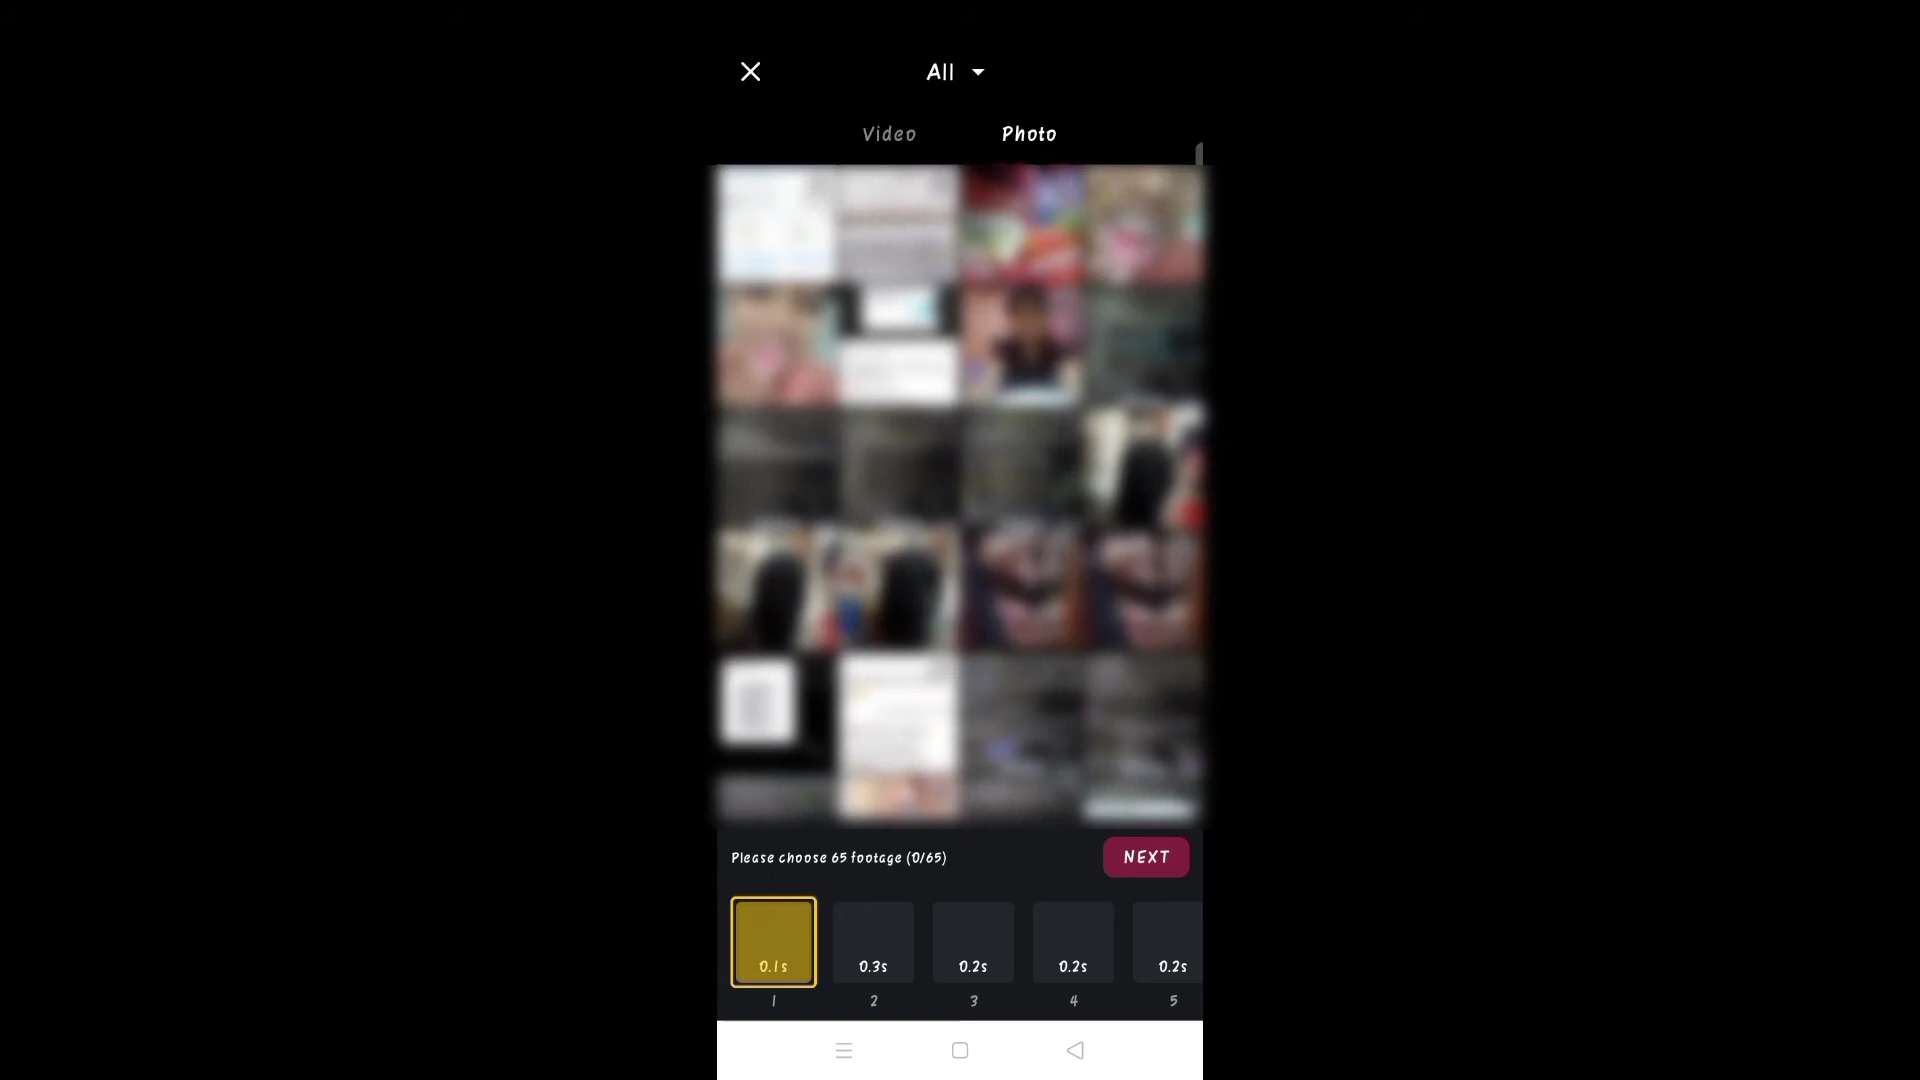 All
Video Photo
Please choose 65 footage (0/65) NEXT
0.1s 0.3s 0.2s 0.2s 0.2s
1 2 3 4 5